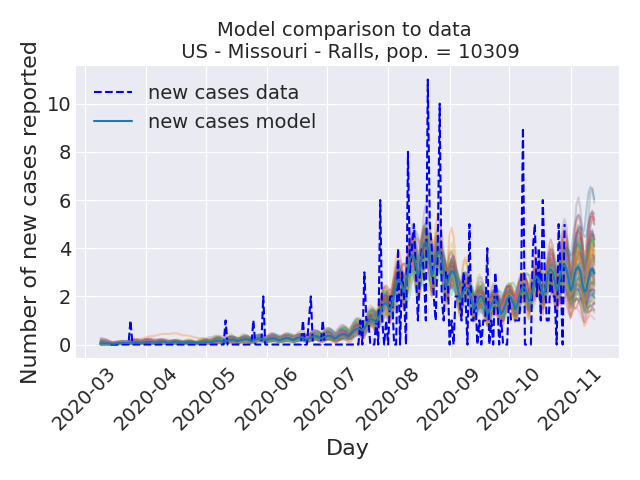 Model comparison to data
US - Missouri - Ralls, pop. = 10309
new cases data
new cases model
Number of new cases reported
10
8
6
4
2
0
2020-03
2020-04
2020-05
2020-06
2020-07
2020-08
2020-09
2020-10
2020-11
Day